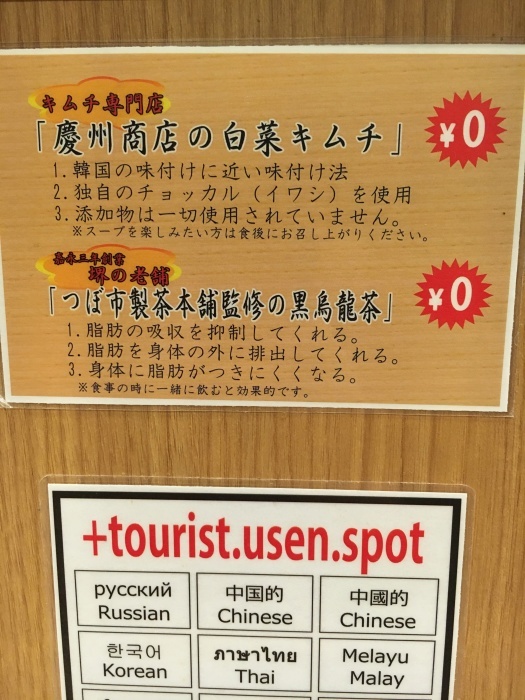 キムチ専門店
「慶州商店の白菜キムチ」
¥0
1.韓国の味付けに近い味付け法
2.独自のチョッカル（イワシ）を使用
3.添加物は一切使用されていません。
※スープを楽しみたい方は食後にお召し上がりください。
嘉永三年創業
堺の老舗
「つぼ市製茶本舗監修の黒烏龍茶」
¥0
1.脂肪の吸収を抑制してくれる。
2.脂肪を身体の外に排出してくれる。
3.身体に脂肪がつきにくくなる。
※食事の時に一緒に飲むと効果的です。
+tourist.usen.spot
русский
Russian
中国的
Chinese
中國的
Chinese
한국어
Korean
ภาษาไทย
Thai
Melayu
Malay